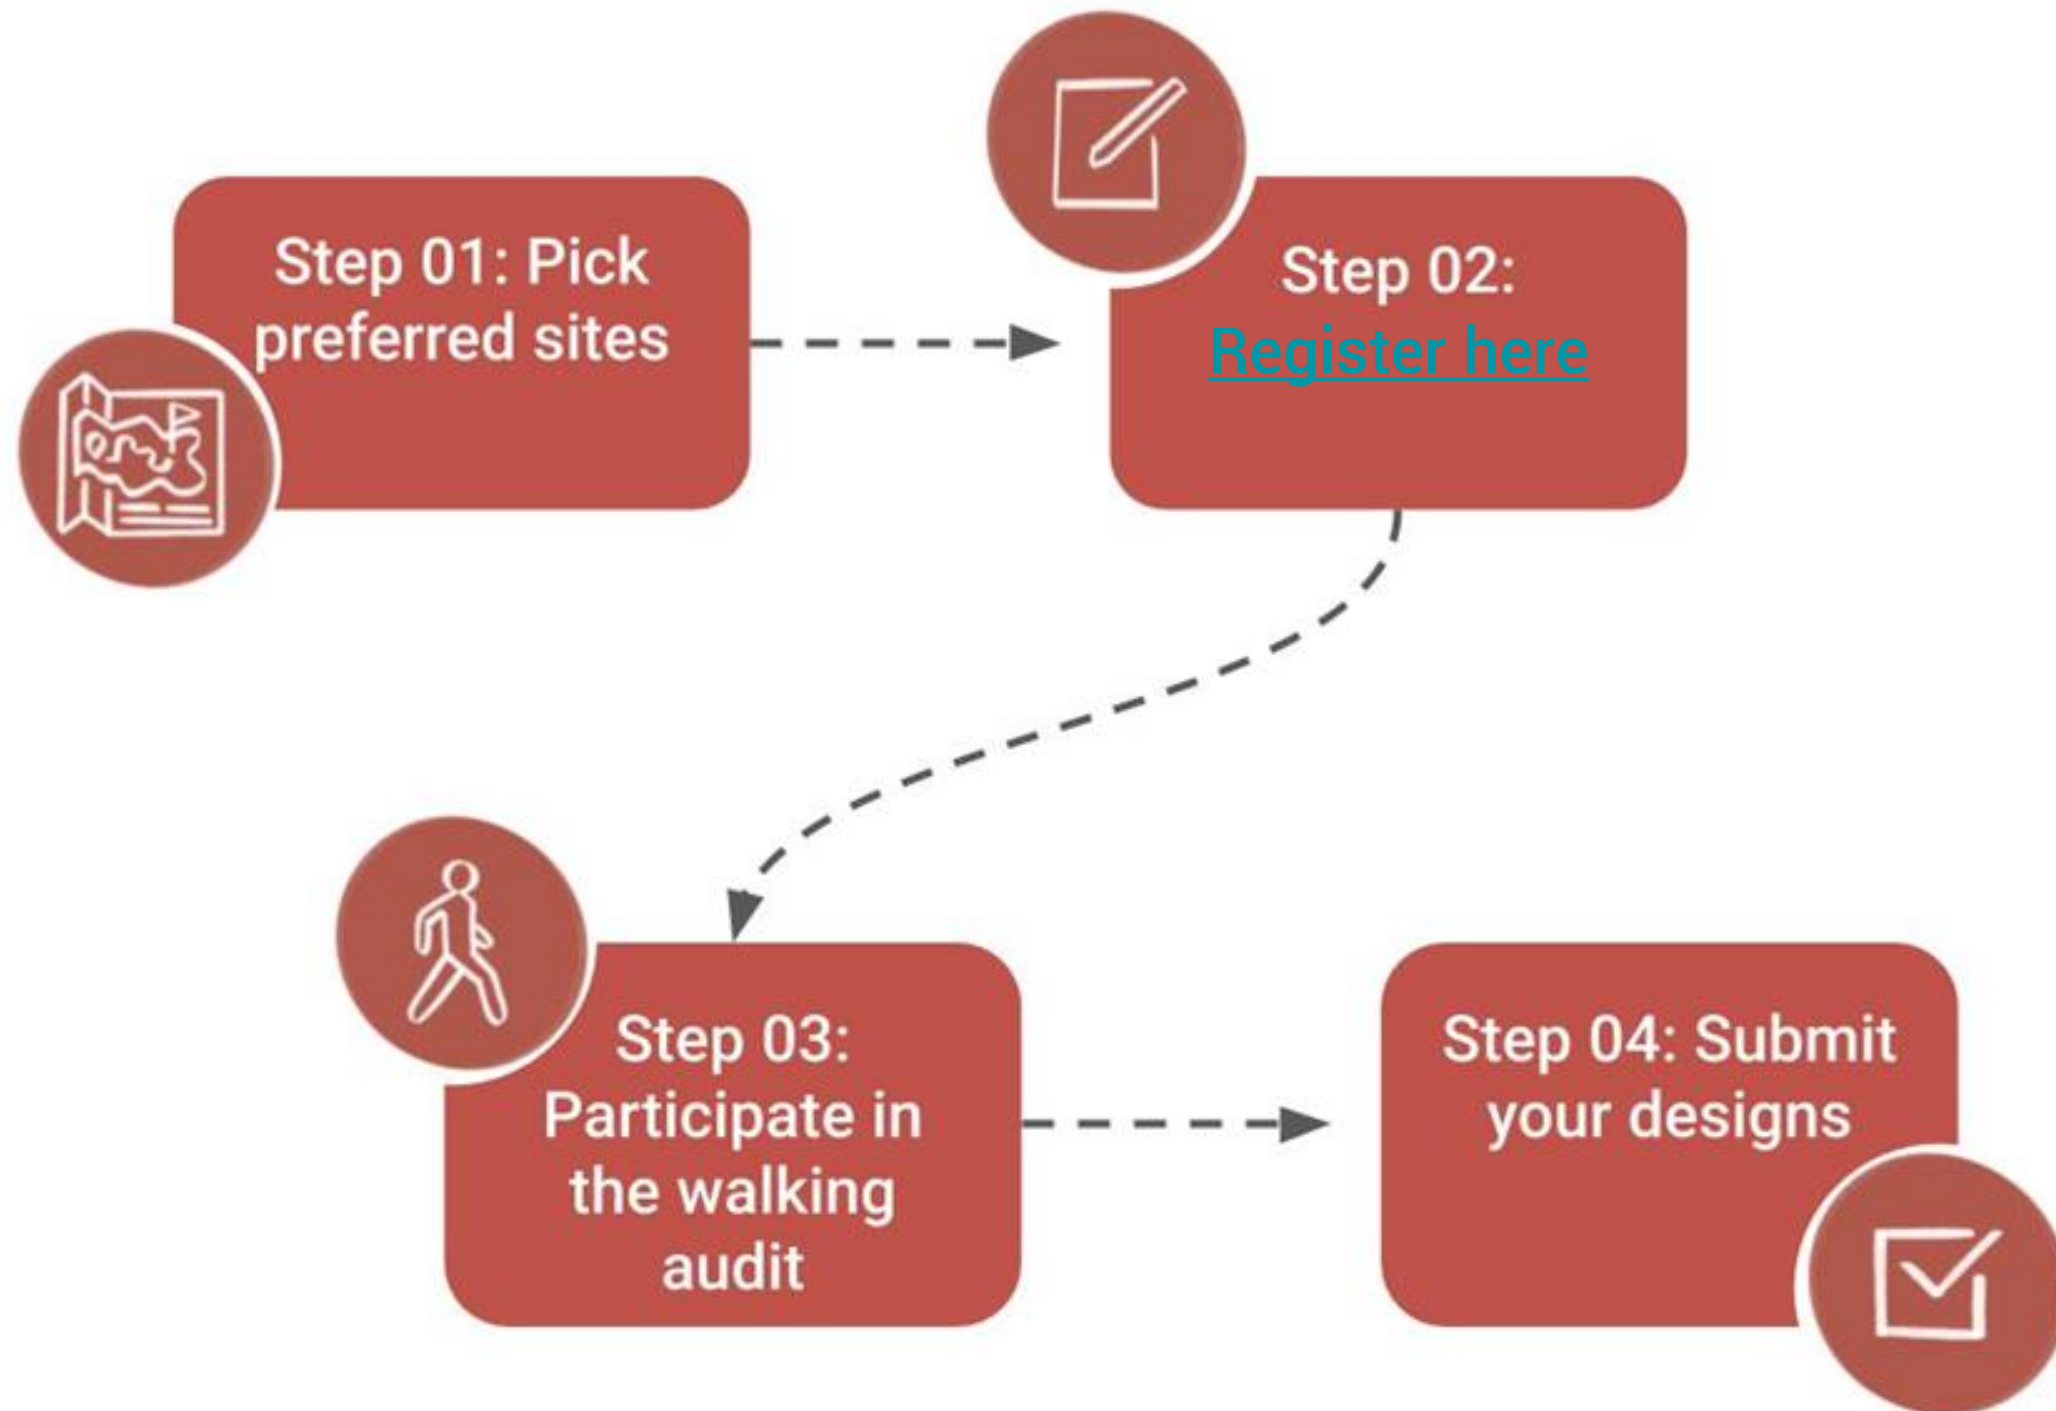 Step 01: Pick
preferred sites
Step 02:
Register here
Step 03:
Participate in
the walking
audit
Step 04: Submit
your designs